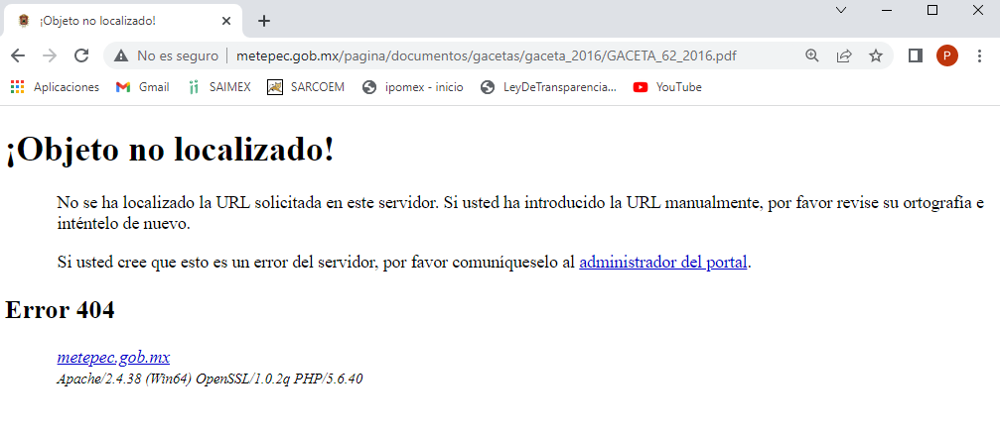 ¡Objeto no localizado!
No es seguro metepec.gob.mx/pagina/documentos/gacetas/gaceta_2016/GACETA_62_2016.pdf P
Aplicaciones Gmail SAIMEX SARCOEM ipomex - inicio LeyDeTransparencia... YouTube
¡Objeto no localizado!
No se ha localizado la URL solicitada en este servidor. Si usted ha introducido la URL manualmente, por favor revise su ortografía e
inténtelo de nuevo.
Si usted cree que esto es un error del servidor, por favor comuníqueselo al administrador del portal.
Error 404
metepec.gob.mx
Apache/2.4.38 (Win64) OpenSSL/1.0.2q PHP/5.6.40